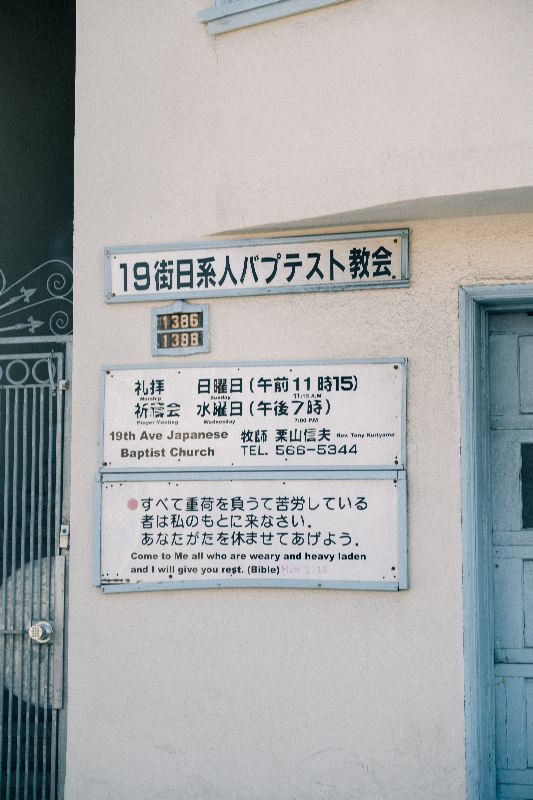 19街日系人バプテスト教会
1386
1388
礼拝 日曜日(午前11時15)
Worship Sunday 11:15 A.M
祈祷会 水曜日(午後7時)
Prayer Meeting Wednesday 7:00 PM
19th Ave Japanese 牧師 栗山信夫 Rev. Tony Kuriyama
Baptist Church TEL. 566-5344
すべて重荷を負うて苦労している
者は私のもとに来なさい.
あなたがたを休ませてあげよう.
Come to Me all who are weary and heavy laden
and I will give you rest. (Bible) Matt 11-28